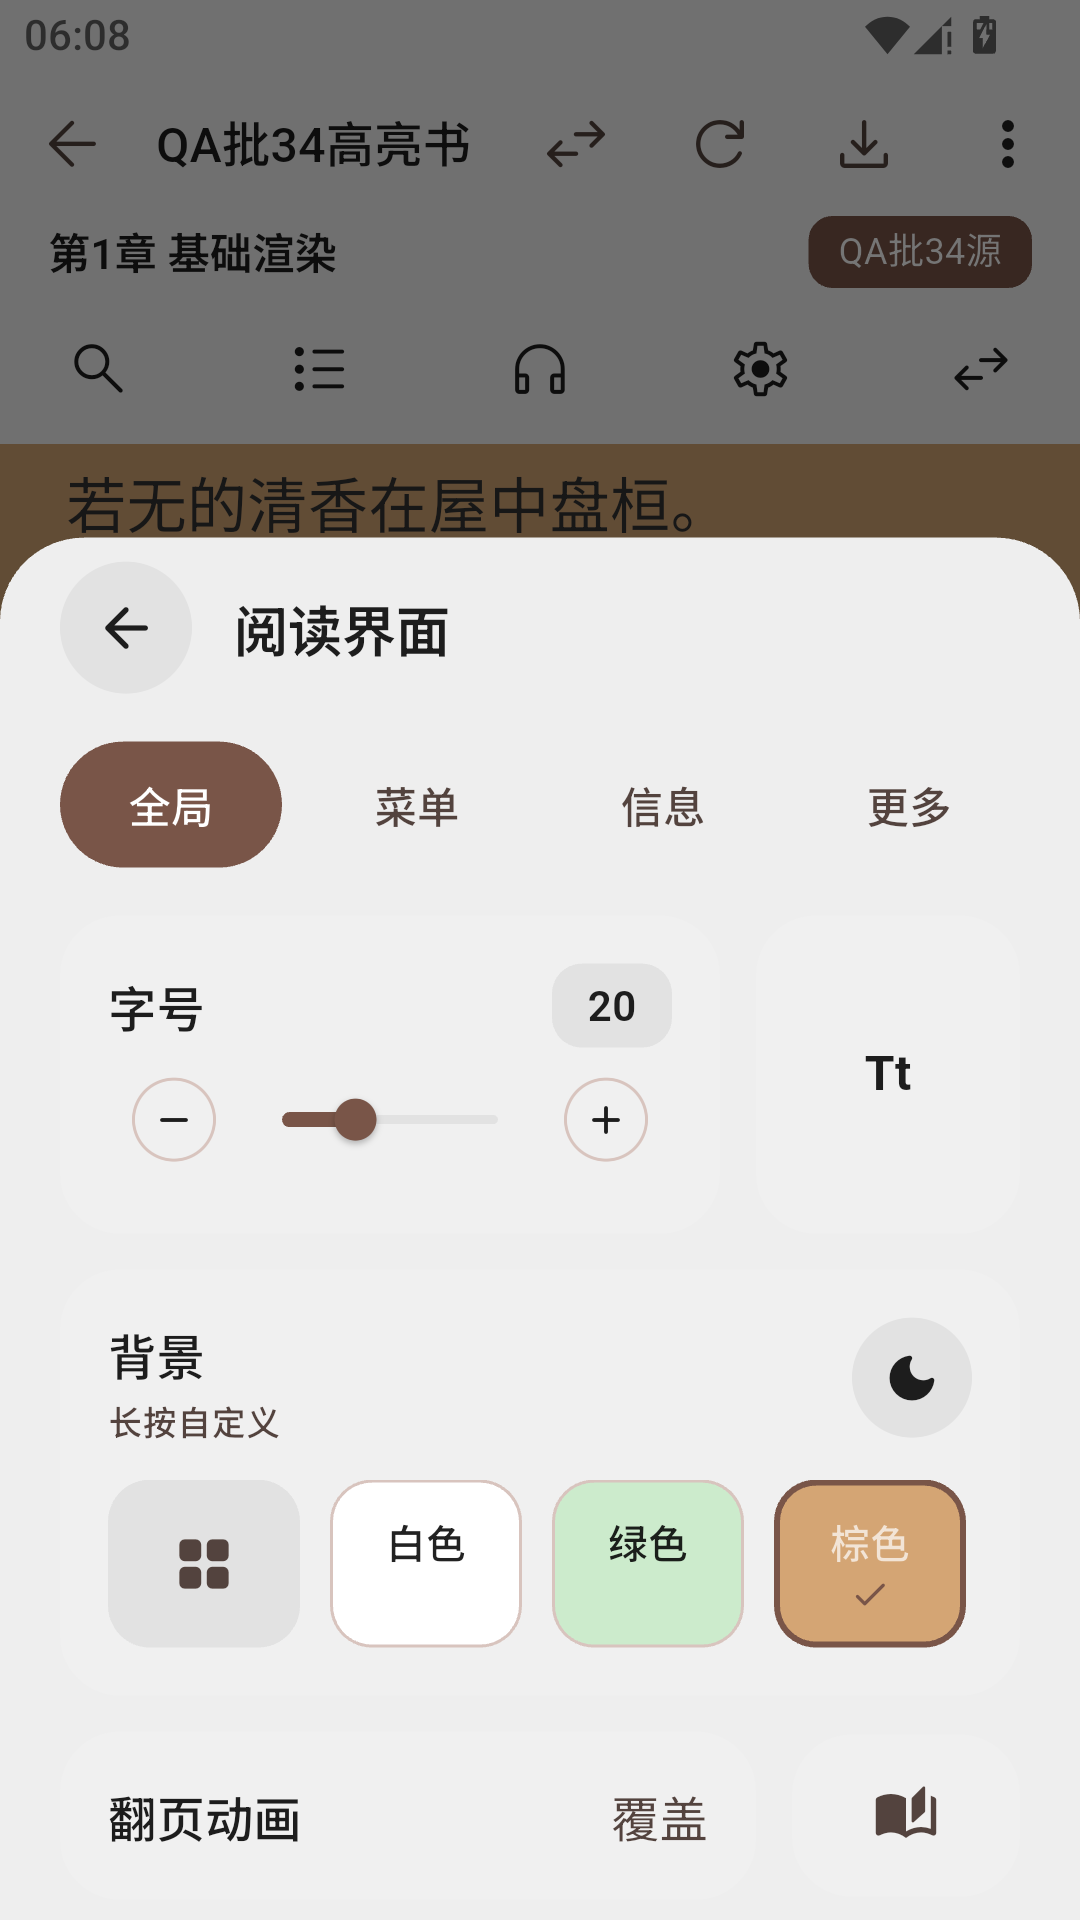 06:08
QA批34高亮书
第1章 基础渲染
QA批34源
若无的清香在屋中盘桓。
阅读界面
全局 菜单 信息 更多
字号
20
Tt
背景
长按自定义
白色 绿色 棕色
翻页动画
覆盖